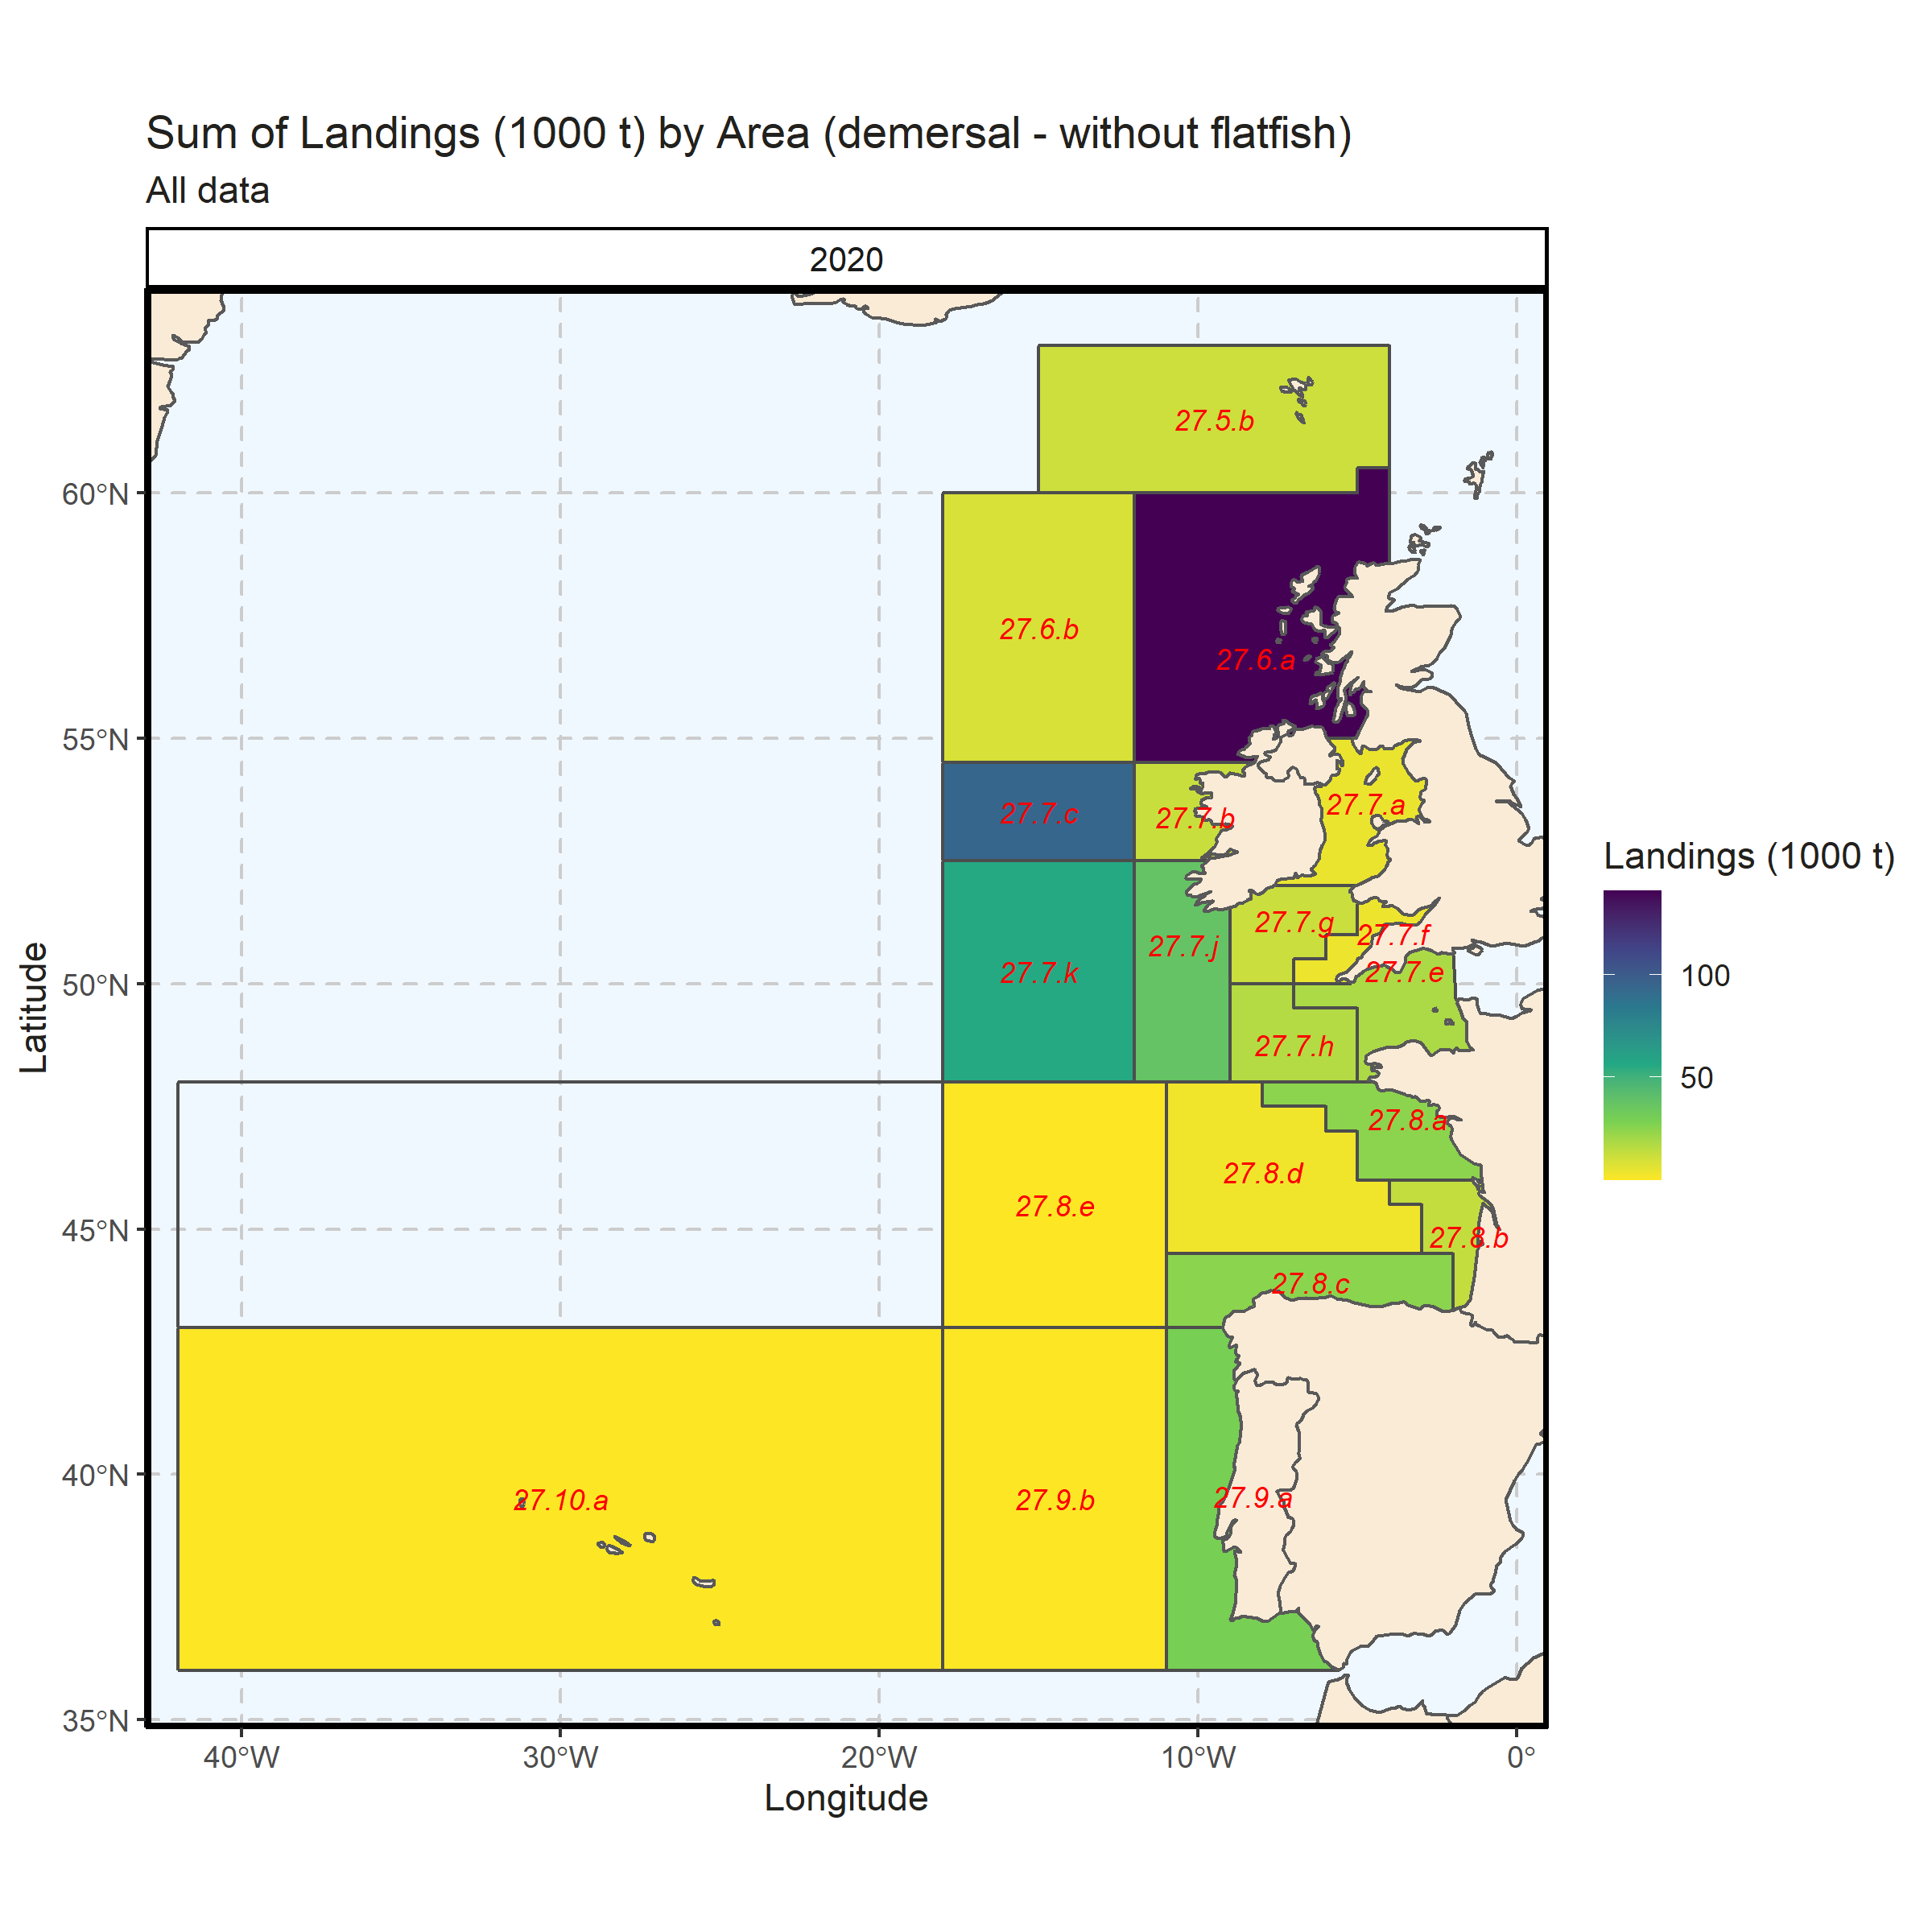 Sum of Landings (1000 t) by Area (demersal - without flatfish)
All data
2020
27.5.b
60°N
27.6.b
27.6.a
55°N
27.7.c
27.7.b
27.7.a
Landings (1000 t)
100
50
27.7.g
27.7.f
27.7.j
27.7.e
27.7.k
50°N
Latitude
27.7.h
27.8.a
27.8.d
27.8.e
45°N
27.8.b
27.8.c
40°N
27.10.a
27.9.b
27.9.a
35°N
40°W
30°W
20°W
10°W
0°
Longitude